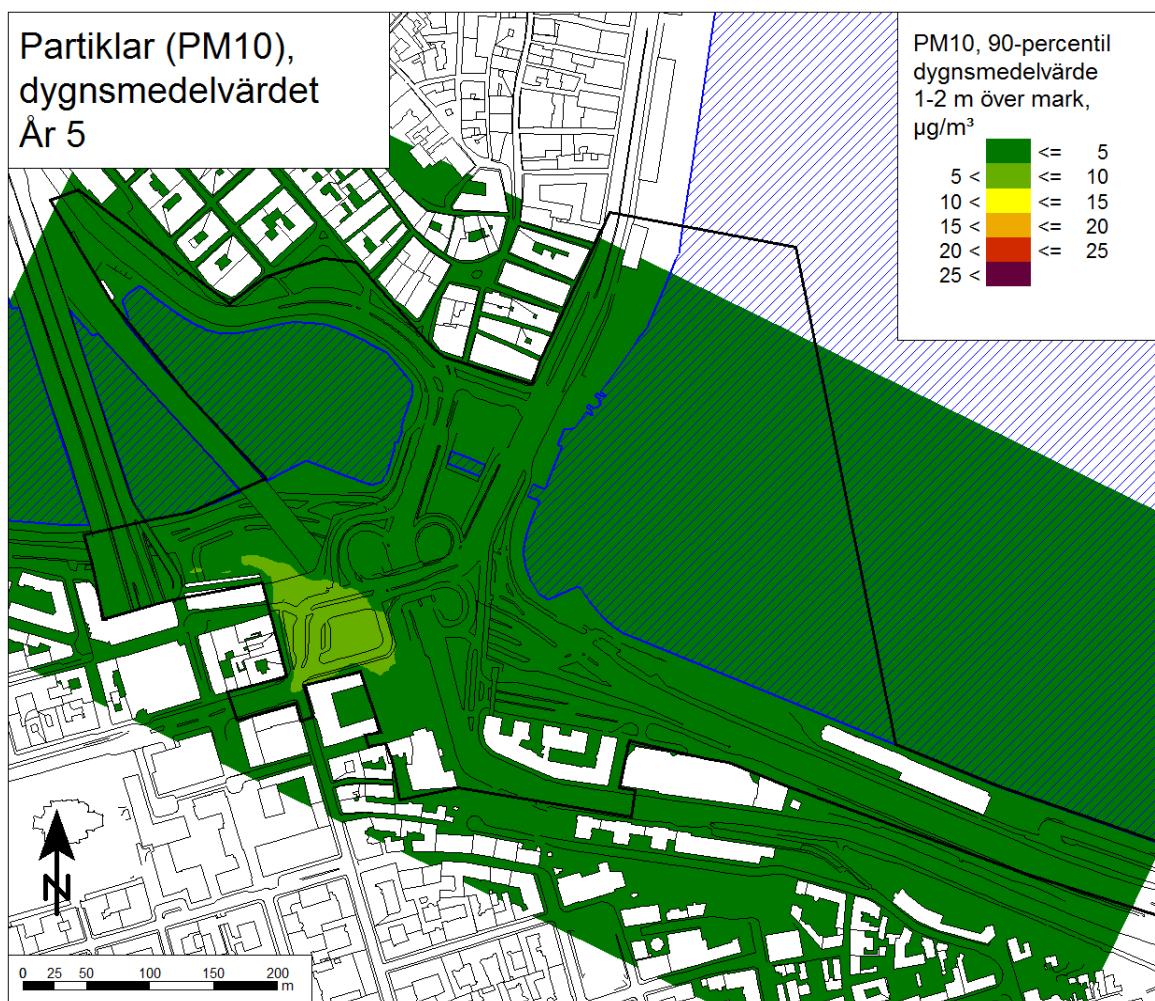 Partiklar (PM10),
dygnsmedelvärdet
År 5
PM10, 90-percentil
dygnsmedelvärde
1-2 m över mark,
µg/m³
<= 5
5 < <= 10
10 < <= 15
15 < <= 20
20 < <= 25
25 <
N
0 25 50 100 150 200
m